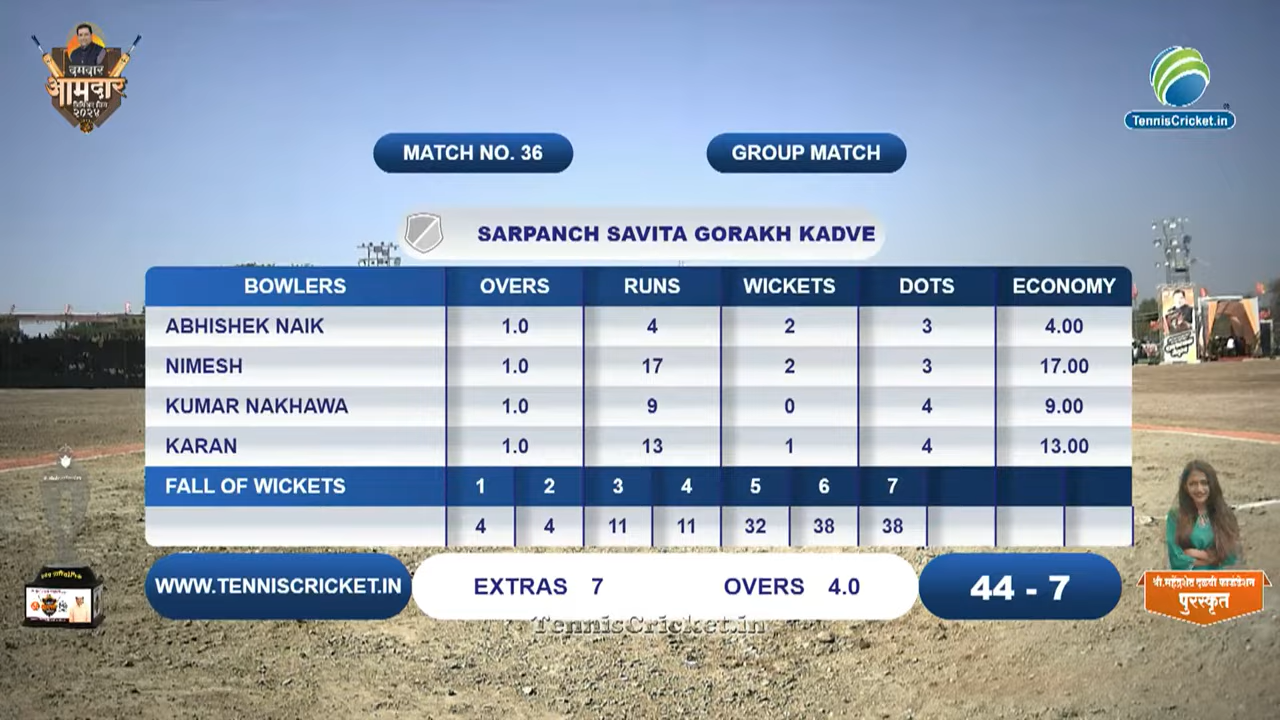 दमदार
आमदार
२०२४
TennisCricket.in
MATCH NO. 36
GROUP MATCH
SARPANCH SAVITA GORAKH KADVE
BOWLERS OVERS RUNS WICKETS DOTS ECONOMY
ABHISHEK NAIK 1.0 4 2 3 4.00
NIMESH 1.0 17 2 3 17.00
KUMAR NAKHAWA 1.0 9 0 4 9.00
KARAN 1.0 13 1 4 13.00
FALL OF WICKETS 1 2 3 4 5 6 7
4 4 11 11 32 38 38
WWW.TENNISCRICKET.IN EXTRAS 7 OVERS 4.0 44 - 7
TennisCricket.in
पुरस्कृत